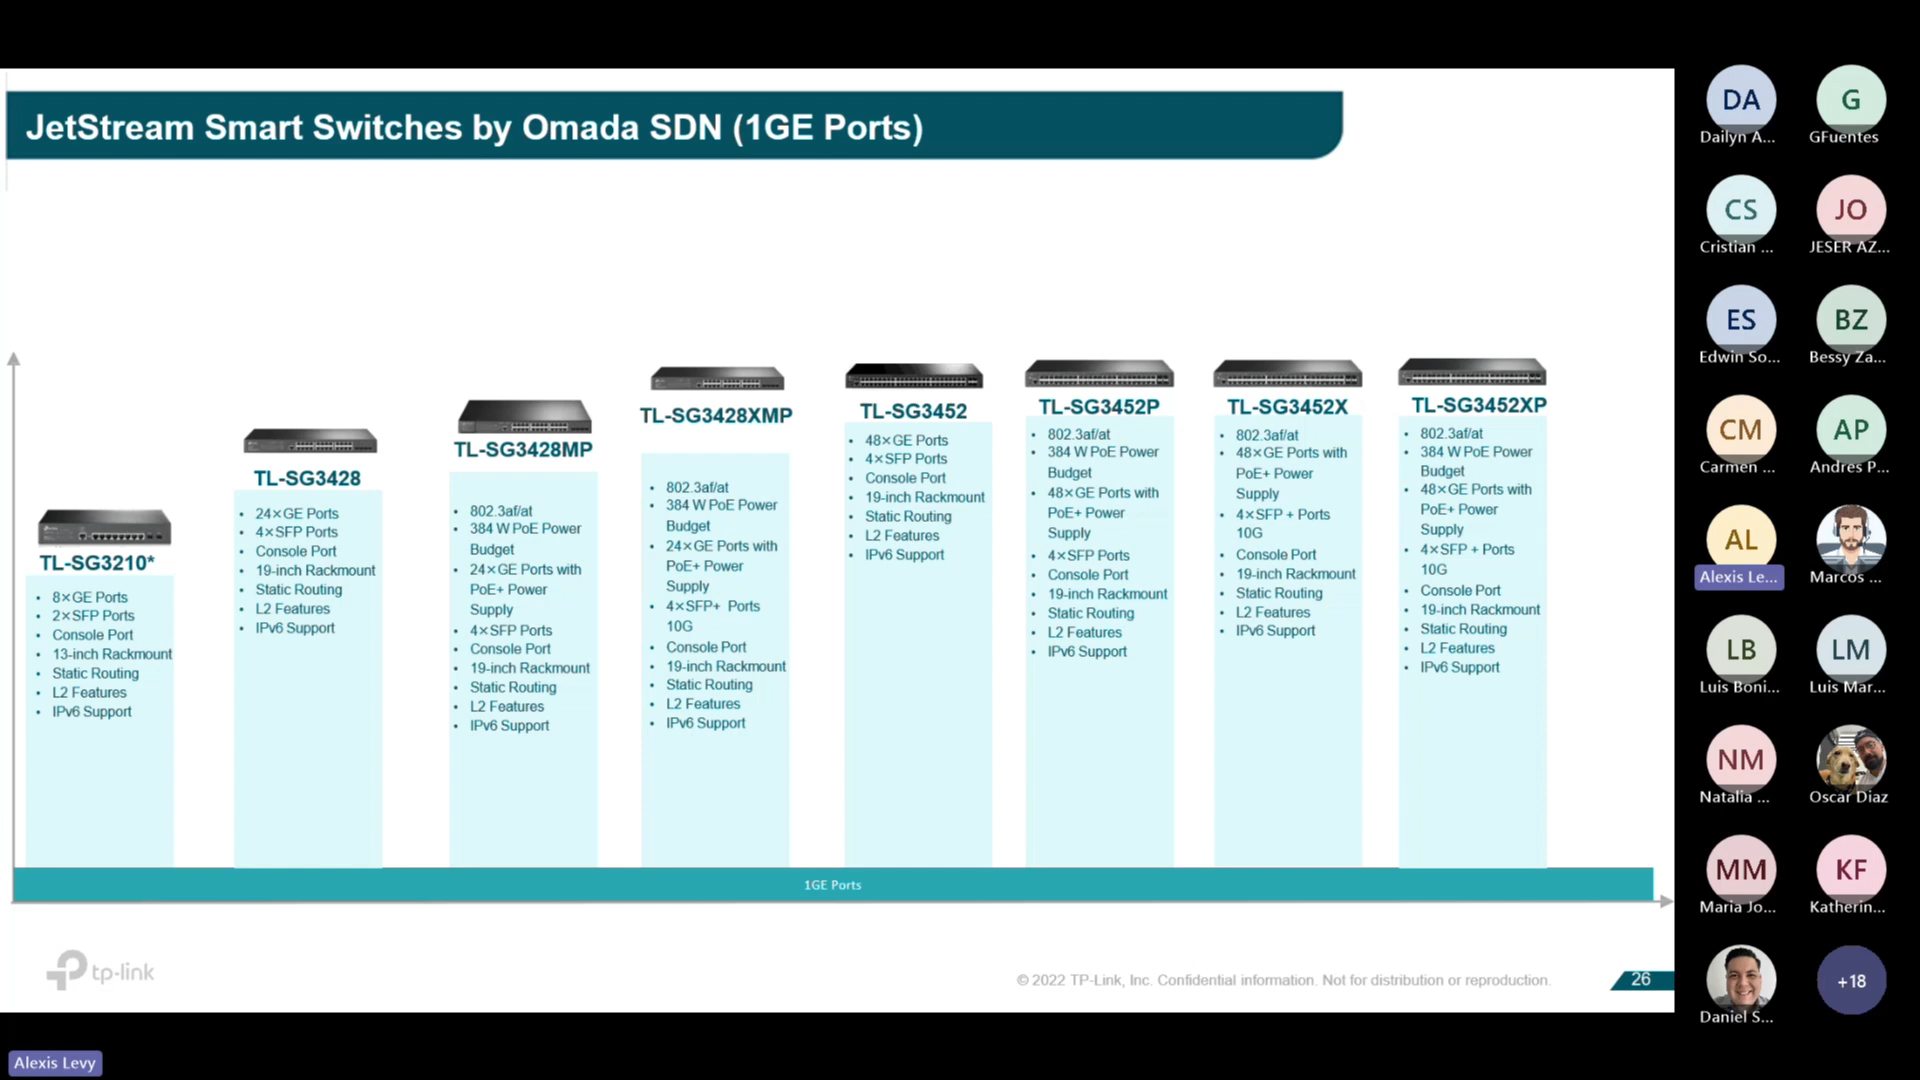 JetStream Smart Switches by Omada SDN (1GE Ports)
TL-SG3210*
• 8×GE Ports
• 2×SFP Ports
• Console Port
• 13-inch Rackmount
• Static Routing
• L2 Features
• IPv6 Support
TL-SG3428
• 24×GE Ports
• 4×SFP Ports
• Console Port
• 19-inch Rackmount
• Static Routing
• L2 Features
• IPv6 Support
TL-SG3428MP
• 802.3af/at
• 384 W PoE Power
Budget
• 24×GE Ports with
PoE+ Power
Supply
• 4×SFP Ports
• Console Port
• 19-inch Rackmount
• Static Routing
• L2 Features
• IPv6 Support
TL-SG3428XMP
• 802.3af/at
• 384 W PoE Power
Budget
• 24×GE Ports with
PoE+ Power
Supply
• 4×SFP+ Ports
10G
• Console Port
• 19-inch Rackmount
• Static Routing
• L2 Features
• IPv6 Support
TL-SG3452
• 48×GE Ports
• 4×SFP Ports
• Console Port
• 19-inch Rackmount
• Static Routing
• L2 Features
• IPv6 Support
TL-SG3452P
• 802.3af/at
• 384 W PoE Power
Budget
• 48×GE Ports with
PoE+ Power
Supply
• 4×SFP Ports
• Console Port
• 19-inch Rackmount
• Static Routing
• L2 Features
• IPv6 Support
TL-SG3452X
• 802.3af/at
• 48×GE Ports with
PoE+ Power
Supply
• 4×SFP + Ports
10G
• Console Port
• 19-inch Rackmount
• Static Routing
• L2 Features
• IPv6 Support
TL-SG3452XP
• 802.3af/at
• 384 W PoE Power
Budget
• 48×GE Ports with
PoE+ Power
Supply
• 4×SFP + Ports
10G
• Console Port
• 19-inch Rackmount
• Static Routing
• L2 Features
• IPv6 Support
1GE Ports
tp-link
© 2022 TP-Link, Inc. Confidential information. Not for distribution or reproduction.
26
DA
Dailyn A...
G
GFuentes
CS
Cristian ...
JO
JESER AZ...
ES
Edwin So...
BZ
Bessy Za...
CM
Carmen ...
AP
Andres P...
AL
Alexis Le...
Marcos ...
LB
Luis Boni...
LM
Luis Mar...
NM
Natalia ...
Oscar Diaz
MM
Maria Jo...
KF
Katherin...
Daniel S...
+18
Alexis Levy